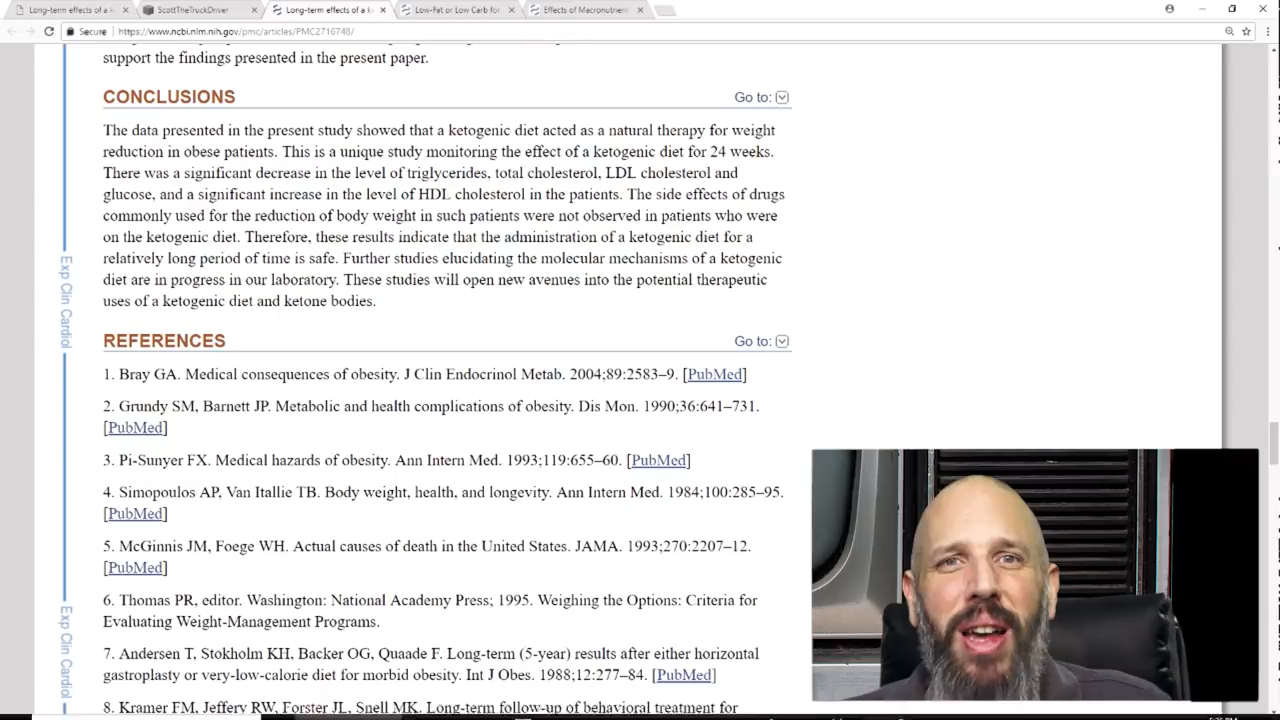 Long-term effects of a k
ScottTheTruckDriver
Long-term effects of a k
Low-Fat or Low Carb for
Effects of Macronutrient
Secure
https://www.ncbi.nlm.nih.gov/pmc/articles/PMC2716748/
support the findings presented in the present paper.
CONCLUSIONS
Go to:
The data presented in the present study showed that a ketogenic diet acted as a natural therapy for weight
reduction in obese patients. This is a unique study monitoring the effect of a ketogenic diet for 24 weeks.
There was a significant decrease in the level of triglycerides, total cholesterol, LDL cholesterol and
glucose, and a significant increase in the level of HDL cholesterol in the patients. The side effects of drugs
commonly used for the reduction of body weight in such patients were not observed in patients who were
on the ketogenic diet. Therefore, these results indicate that the administration of a ketogenic diet for a
relatively long period of time is safe. Further studies elucidating the molecular mechanisms of a ketogenic
diet are in progress in our laboratory. These studies will open new avenues into the potential therapeutic
uses of a ketogenic diet and ketone bodies.
Exp Clin Cardiol
REFERENCES
Go to:
1. Bray GA. Medical consequences of obesity. J Clin Endocrinol Metab. 2004;89:2583–9. [PubMed]
2. Grundy SM, Barnett JP. Metabolic and health complications of obesity. Dis Mon. 1990;36:641–731.
[PubMed]
3. Pi-Sunyer FX. Medical hazards of obesity. Ann Intern Med. 1993;119:655–60. [PubMed]
4. Simopoulos AP, Van Itallie TB. Body weight, health, and longevity. Ann Intern Med. 1984;100:285–95.
[PubMed]
5. McGinnis JM, Foege WH. Actual causes of death in the United States. JAMA. 1993;270:2207–12.
[PubMed]
6. Thomas PR, editor. Washington: National Academy Press; 1995. Weighing the Options: Criteria for
Evaluating Weight-Management Programs.
Exp Clin Cardiol
7. Andersen T, Stokholm KH, Backer OG, Quaade F. Long-term (5-year) results after either horizontal
gastroplasty or very-low-calorie diet for morbid obesity. Int J Obes. 1988;12:277–84. [PubMed]
8. Kramer FM, Jeffery RW, Forster JL, Snell MK. Long-term follow-up of behavioral treatment for